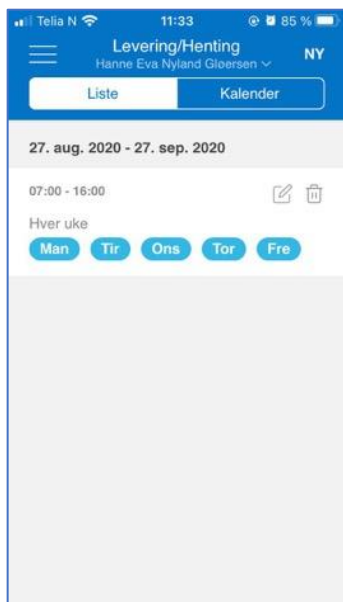 Telia N 11:33 85 %
Levering/Henting
Hanne Eva Nyland Gløersen
NY
Liste Kalender
27. aug. 2020 - 27. sep. 2020
07:00 - 16:00
Hver uke
Man Tir Ons Tor Fre